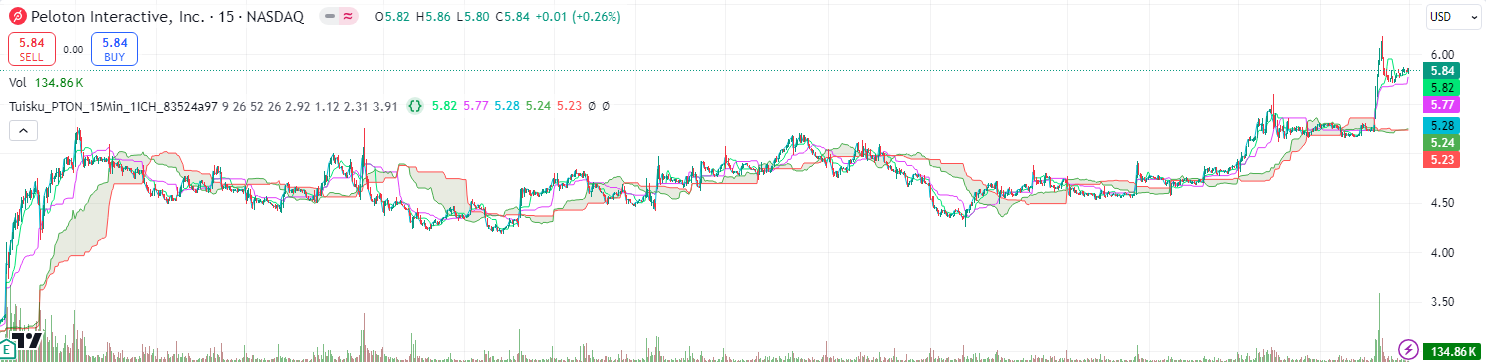 Peloton Interactive, Inc. · 15 · NASDAQ O5.82 H5.86 L5.80 C5.84 +0.01 (+0.26%)
USD
5.84 SELL
0.00
5.84 BUY
Vol 134.86 K
Tuisku_PTON_15Min_1ICH_83524a97 9 26 52 26 2.92 1.12 2.31 3.91 {} 5.82 5.77 5.28 5.24 5.23 Ø Ø
6.00
5.84
5.82
5.77
5.28
5.24
5.23
4.50
4.00
3.50
E
134.86 K